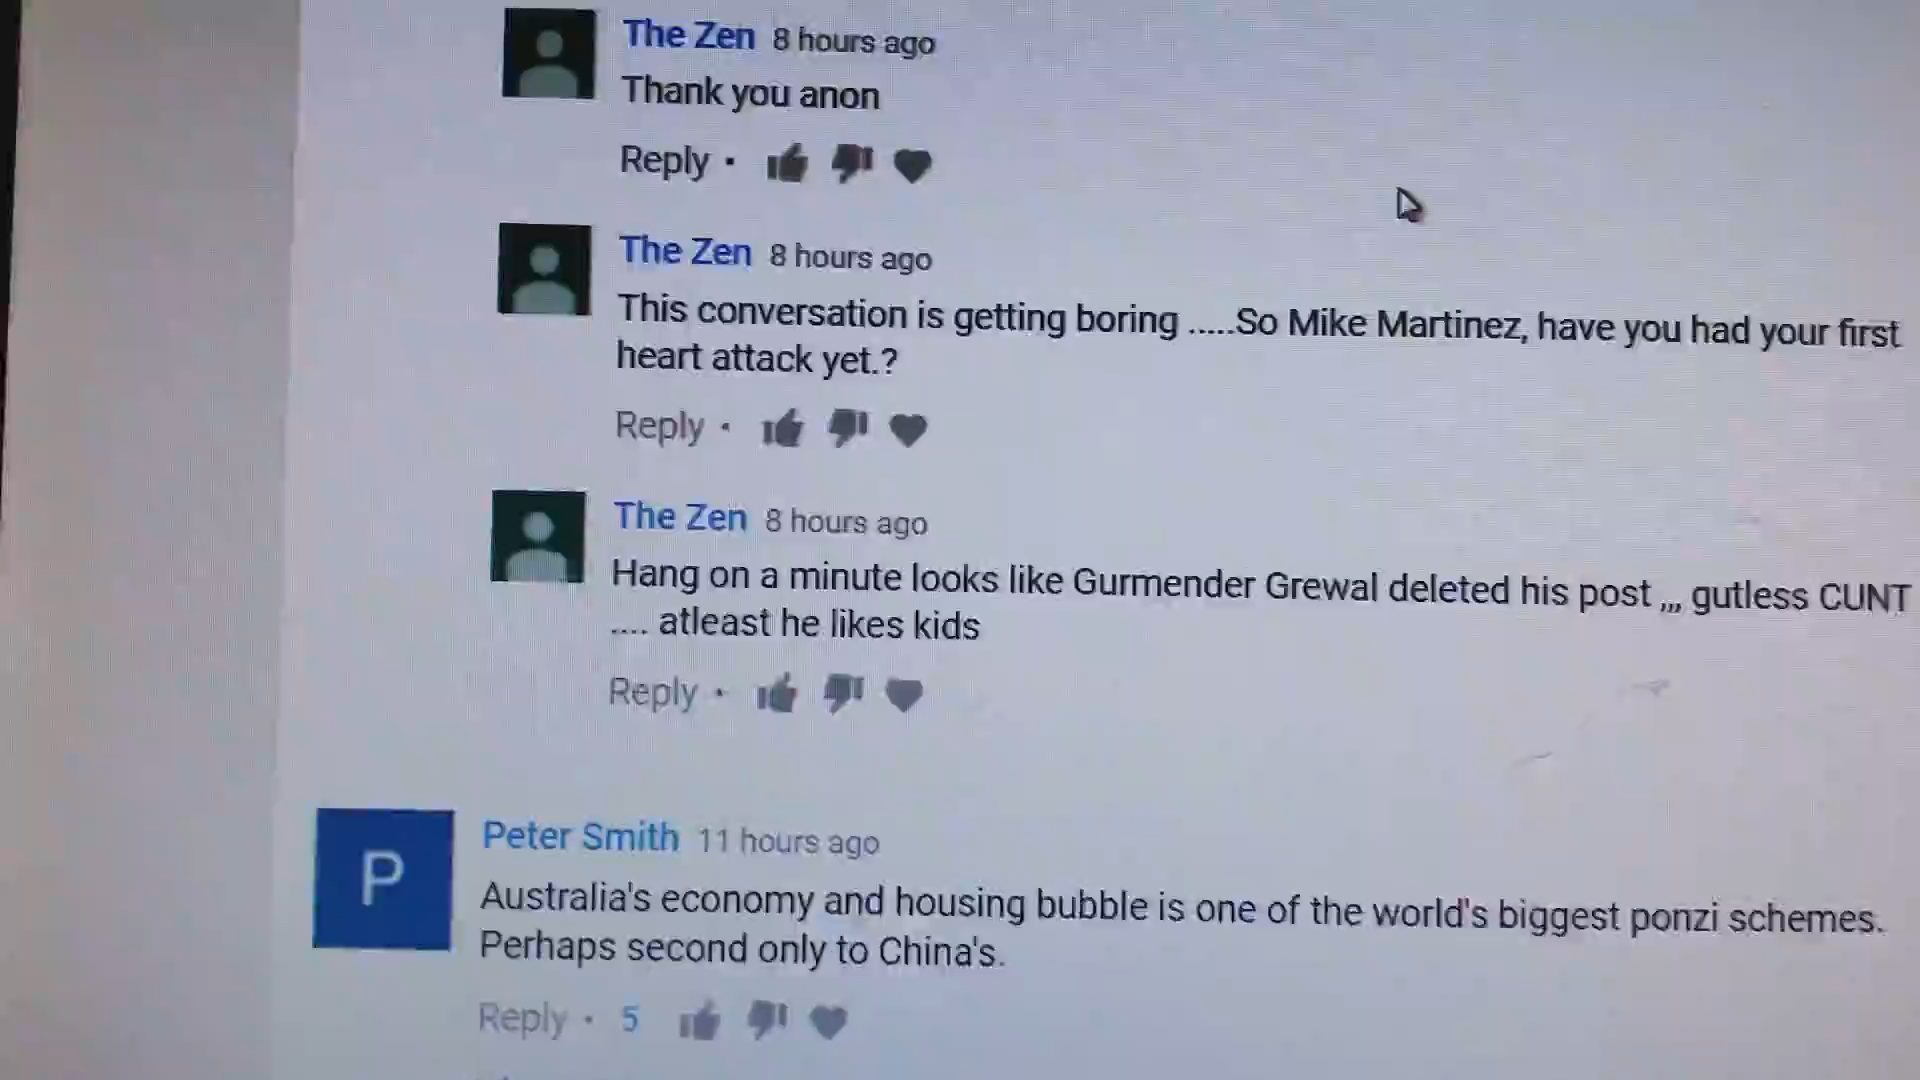 The Zen 8 hours ago
Thank you anon
Reply •
The Zen 8 hours ago
This conversation is getting boring .....So Mike Martinez, have you had your first
heart attack yet.?
Reply •
The Zen 8 hours ago
Hang on a minute looks like Gurmender Grewal deleted his post ,,, gutless CUNT
.... atleast he likes kids
Reply •
P
Peter Smith 11 hours ago
Australia's economy and housing bubble is one of the world's biggest ponzi schemes.
Perhaps second only to China's.
Reply • 5